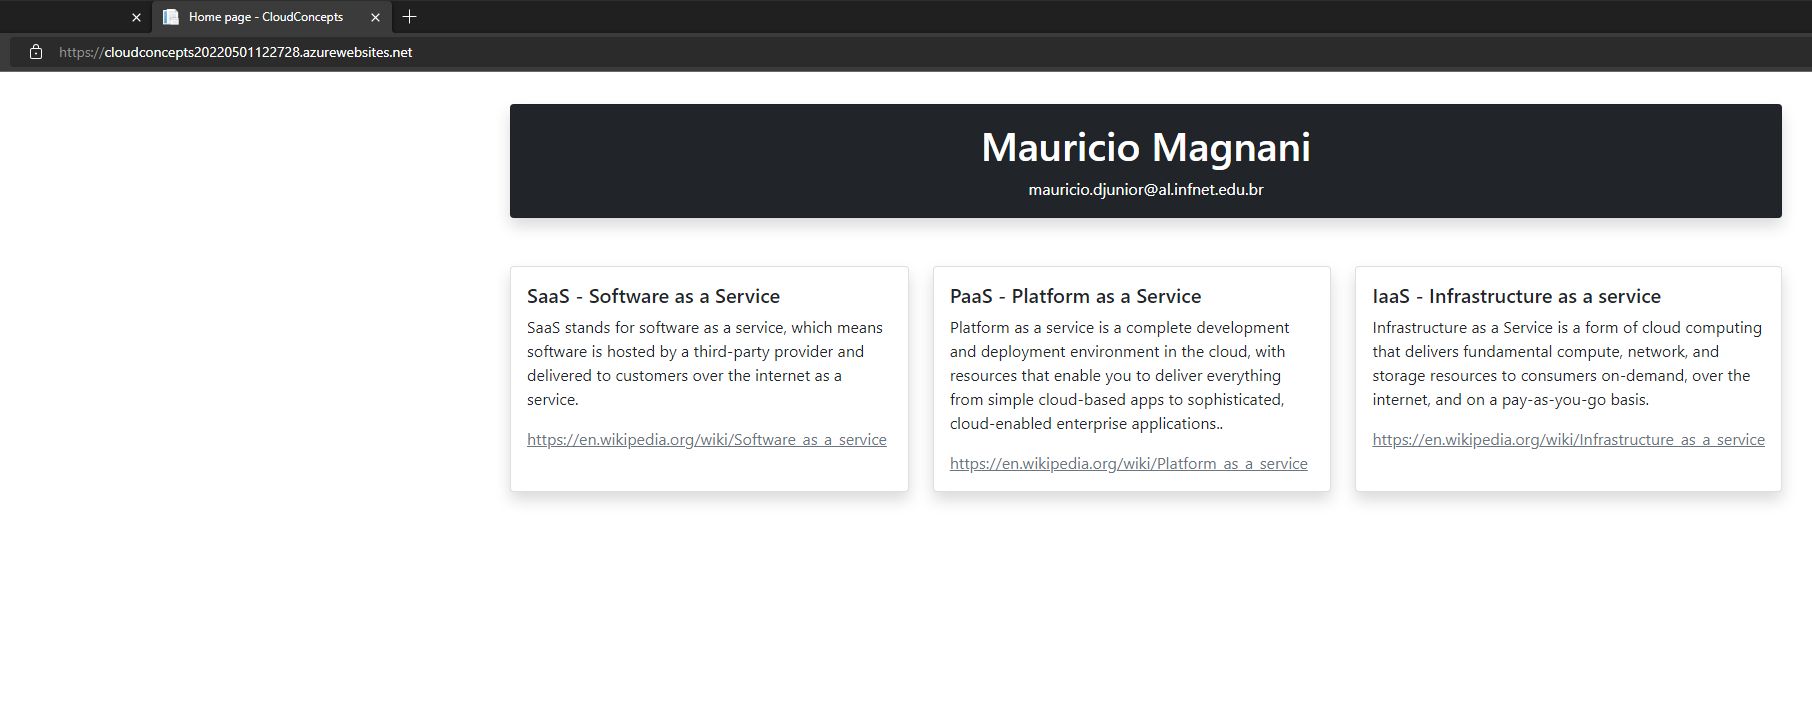 Home page - CloudConcepts
https://cloudconcepts20220501122728.azurewebsites.net
Mauricio Magnani
mauricio.djunior@al.infnet.edu.br
SaaS - Software as a Service
SaaS stands for software as a service, which means
software is hosted by a third-party provider and
delivered to customers over the internet as a
service.
https://en.wikipedia.org/wiki/Software_as_a_service
PaaS - Platform as a Service
Platform as a service is a complete development
and deployment environment in the cloud, with
resources that enable you to deliver everything
from simple cloud-based apps to sophisticated,
cloud-enabled enterprise applications..
https://en.wikipedia.org/wiki/Platform_as_a_service
IaaS - Infrastructure as a service
Infrastructure as a Service is a form of cloud computing
that delivers fundamental compute, network, and
storage resources to consumers on-demand, over the
internet, and on a pay-as-you-go basis.
https://en.wikipedia.org/wiki/Infrastructure_as_a_service